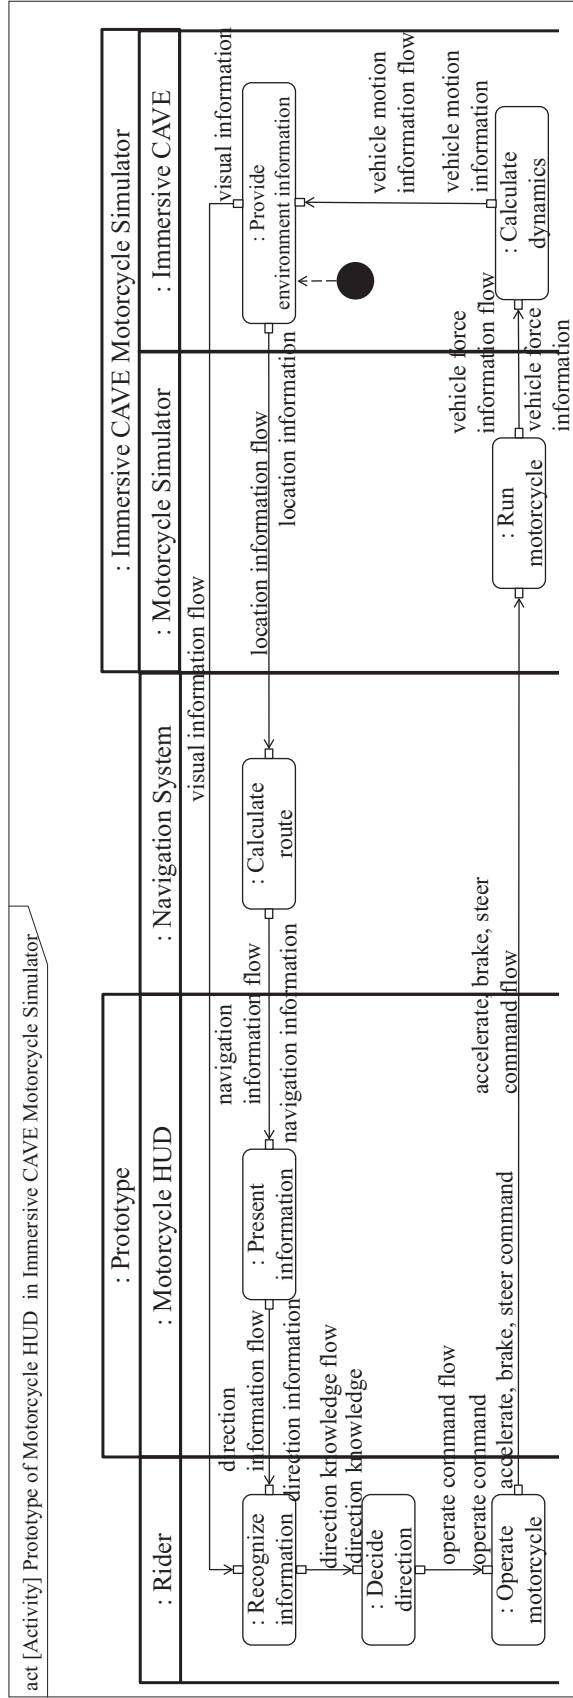 act [Activity] Prototype of Motorcycle HUD in Immersive CAVE Motorcycle Simulator
: Prototype
: Immersive CAVE Motorcycle Simulator
: Rider
: Motorcycle HUD
: Navigation System
: Motorcycle Simulator
: Immersive CAVE
visual information flow
visual information
direction
information flow
navigation
information flow
location information flow
: Recognize
information
direction information
: Present
information
navigation information
: Calculate
route
location information
: Provide
environment information
direction knowledge flow
direction knowledge
vehicle motion
information flow
: Decide
direction
operate command flow
operate command
accelerate, brake, steer command
accelerate, brake, steer
command flow
vehicle force
information flow
vehicle motion
information
: Operate
motorcycle
: Run
motorcycle
vehicle force
information
: Calculate
dynamics